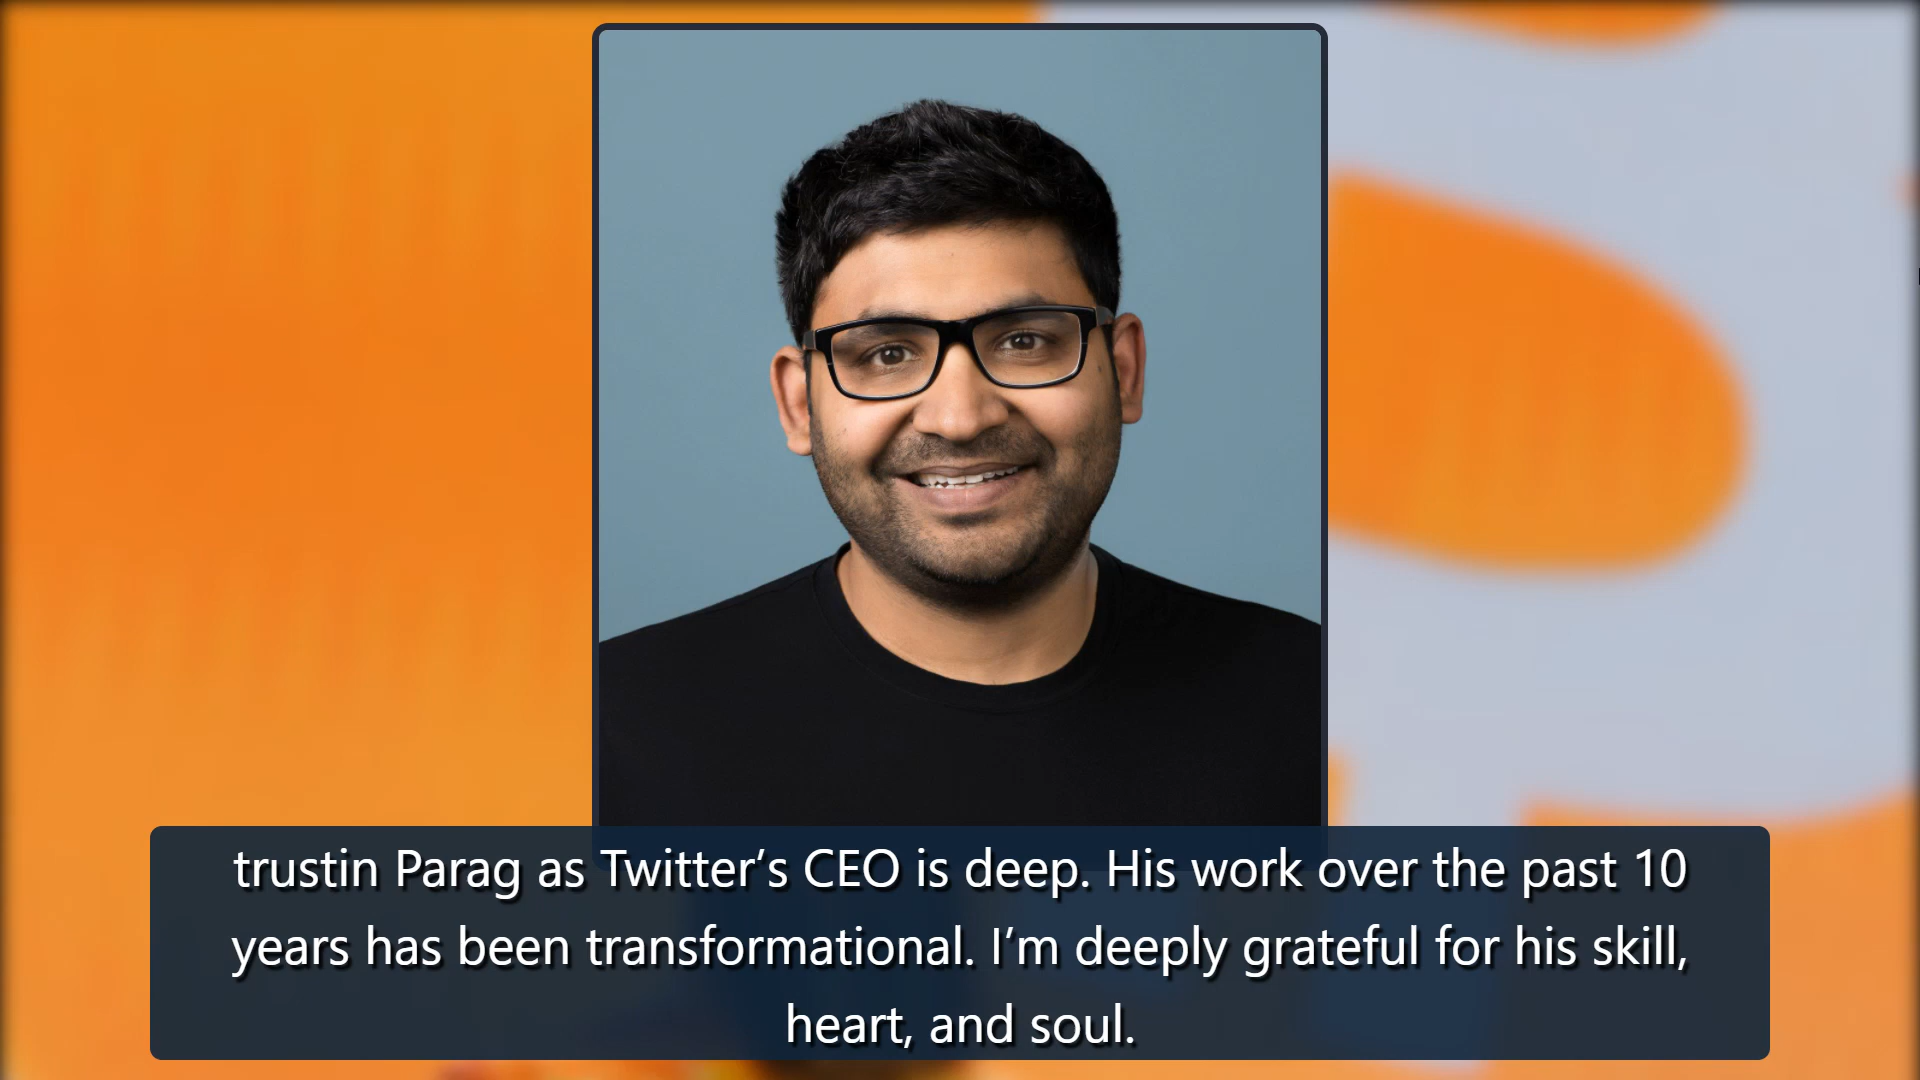 trustin Parag as Twitter’s CEO is deep. His work over the past 10
years has been transformational. I’m deeply grateful for his skill,
heart, and soul.